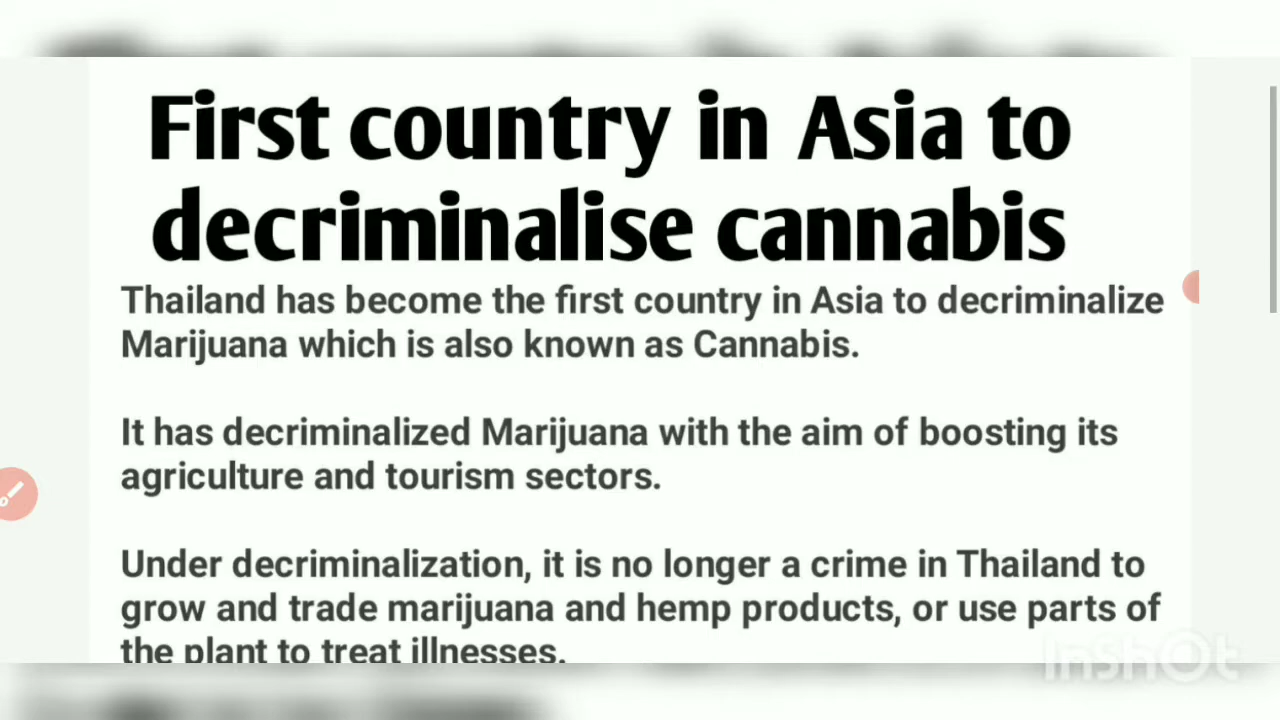 First country in Asia to
decriminalise cannabis
Thailand has become the first country in Asia to decriminalize
Marijuana which is also known as Cannabis.
It has decriminalized Marijuana with the aim of boosting its
agriculture and tourism sectors.
Under decriminalization, it is no longer a crime in Thailand to
grow and trade marijuana and hemp products, or use parts of
the plant to treat illnesses.
InShOt